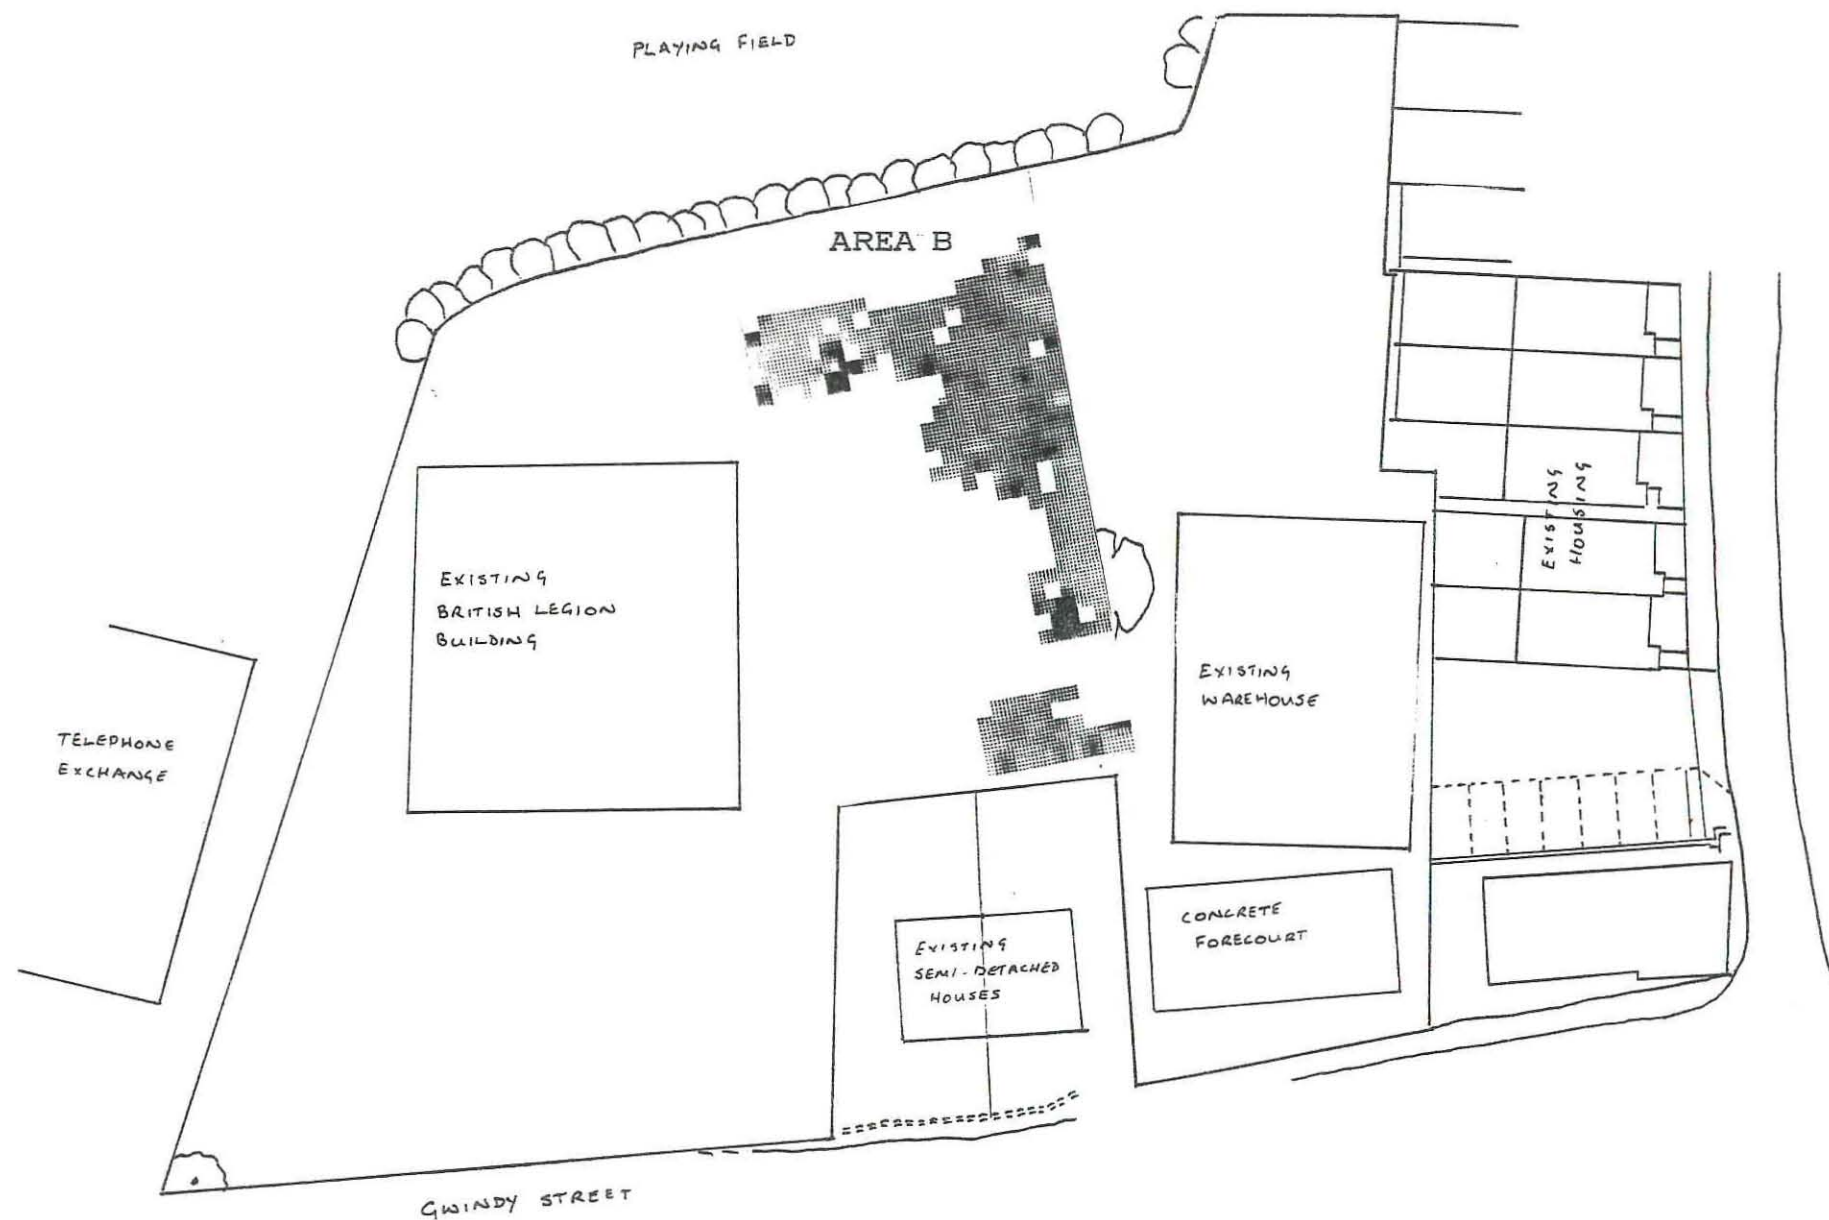 PLAYING FIELD
AREA B
EXISTING
BRITISH LEGION
BUILDING
EXISTING
HOUSING
EXISTING
WAREHOUSE
TELEPHONE
EXCHANGE
EXISTING
SEMI-DETACHED
HOUSES
CONCRETE
FORECOURT
GWINDY STREET